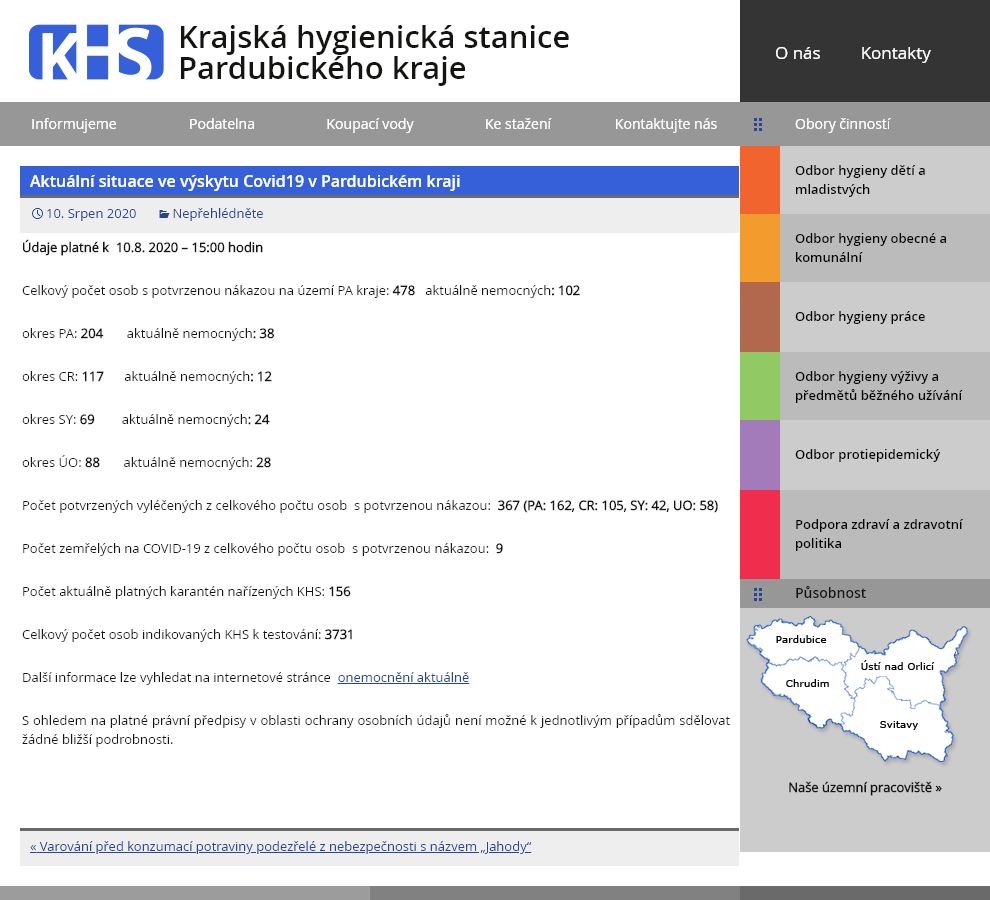 KHS
Krajská hygienická stanice
Pardubického kraje
O nás
Kontakty
Informujeme
Podatelna
Koupací vody
Ke stažení
Kontaktujte nás
Obory činností
Aktuální situace ve výskytu Covid19 v Pardubickém kraji
10. Srpen 2020
Nepřehlédněte
Údaje platné k  10.8. 2020 – 15:00 hodin
Celkový počet osob s potvrzenou nákazou na území PA kraje: 478   aktuálně nemocných: 102
okres PA: 204      aktuálně nemocných: 38
okres CR: 117     aktuálně nemocných: 12
okres SY: 69       aktuálně nemocných: 24
okres ÚO: 88      aktuálně nemocných: 28
Počet potvrzených vyléčených z celkového počtu osob  s potvrzenou nákazou:  367 (PA: 162, CR: 105, SY: 42, UO: 58)
Počet zemřelých na COVID-19 z celkového počtu osob  s potvrzenou nákazou:  9
Počet aktuálně platných karantén nařízených KHS: 156
Celkový počet osob indikovaných KHS k testování: 3731
Další informace lze vyhledat na internetové stránce  onemocnění aktuálně
S ohledem na platné právní předpisy v oblasti ochrany osobních údajů není možné k jednotlivým případům sdělovat
žádné bližší podrobnosti.
« Varování před konzumací potraviny podezřelé z nebezpečnosti s názvem „Jahody“
Odbor hygieny dětí a
mladistvých
Odbor hygieny obecné a
komunální
Odbor hygieny práce
Odbor hygieny výživy a
předmětů běžného užívání
Odbor protiepidemický
Podpora zdraví a zdravotní
politika
Působnost
Pardubice
Ústí nad Orlicí
Chrudim
Svitavy
Naše územní pracoviště »